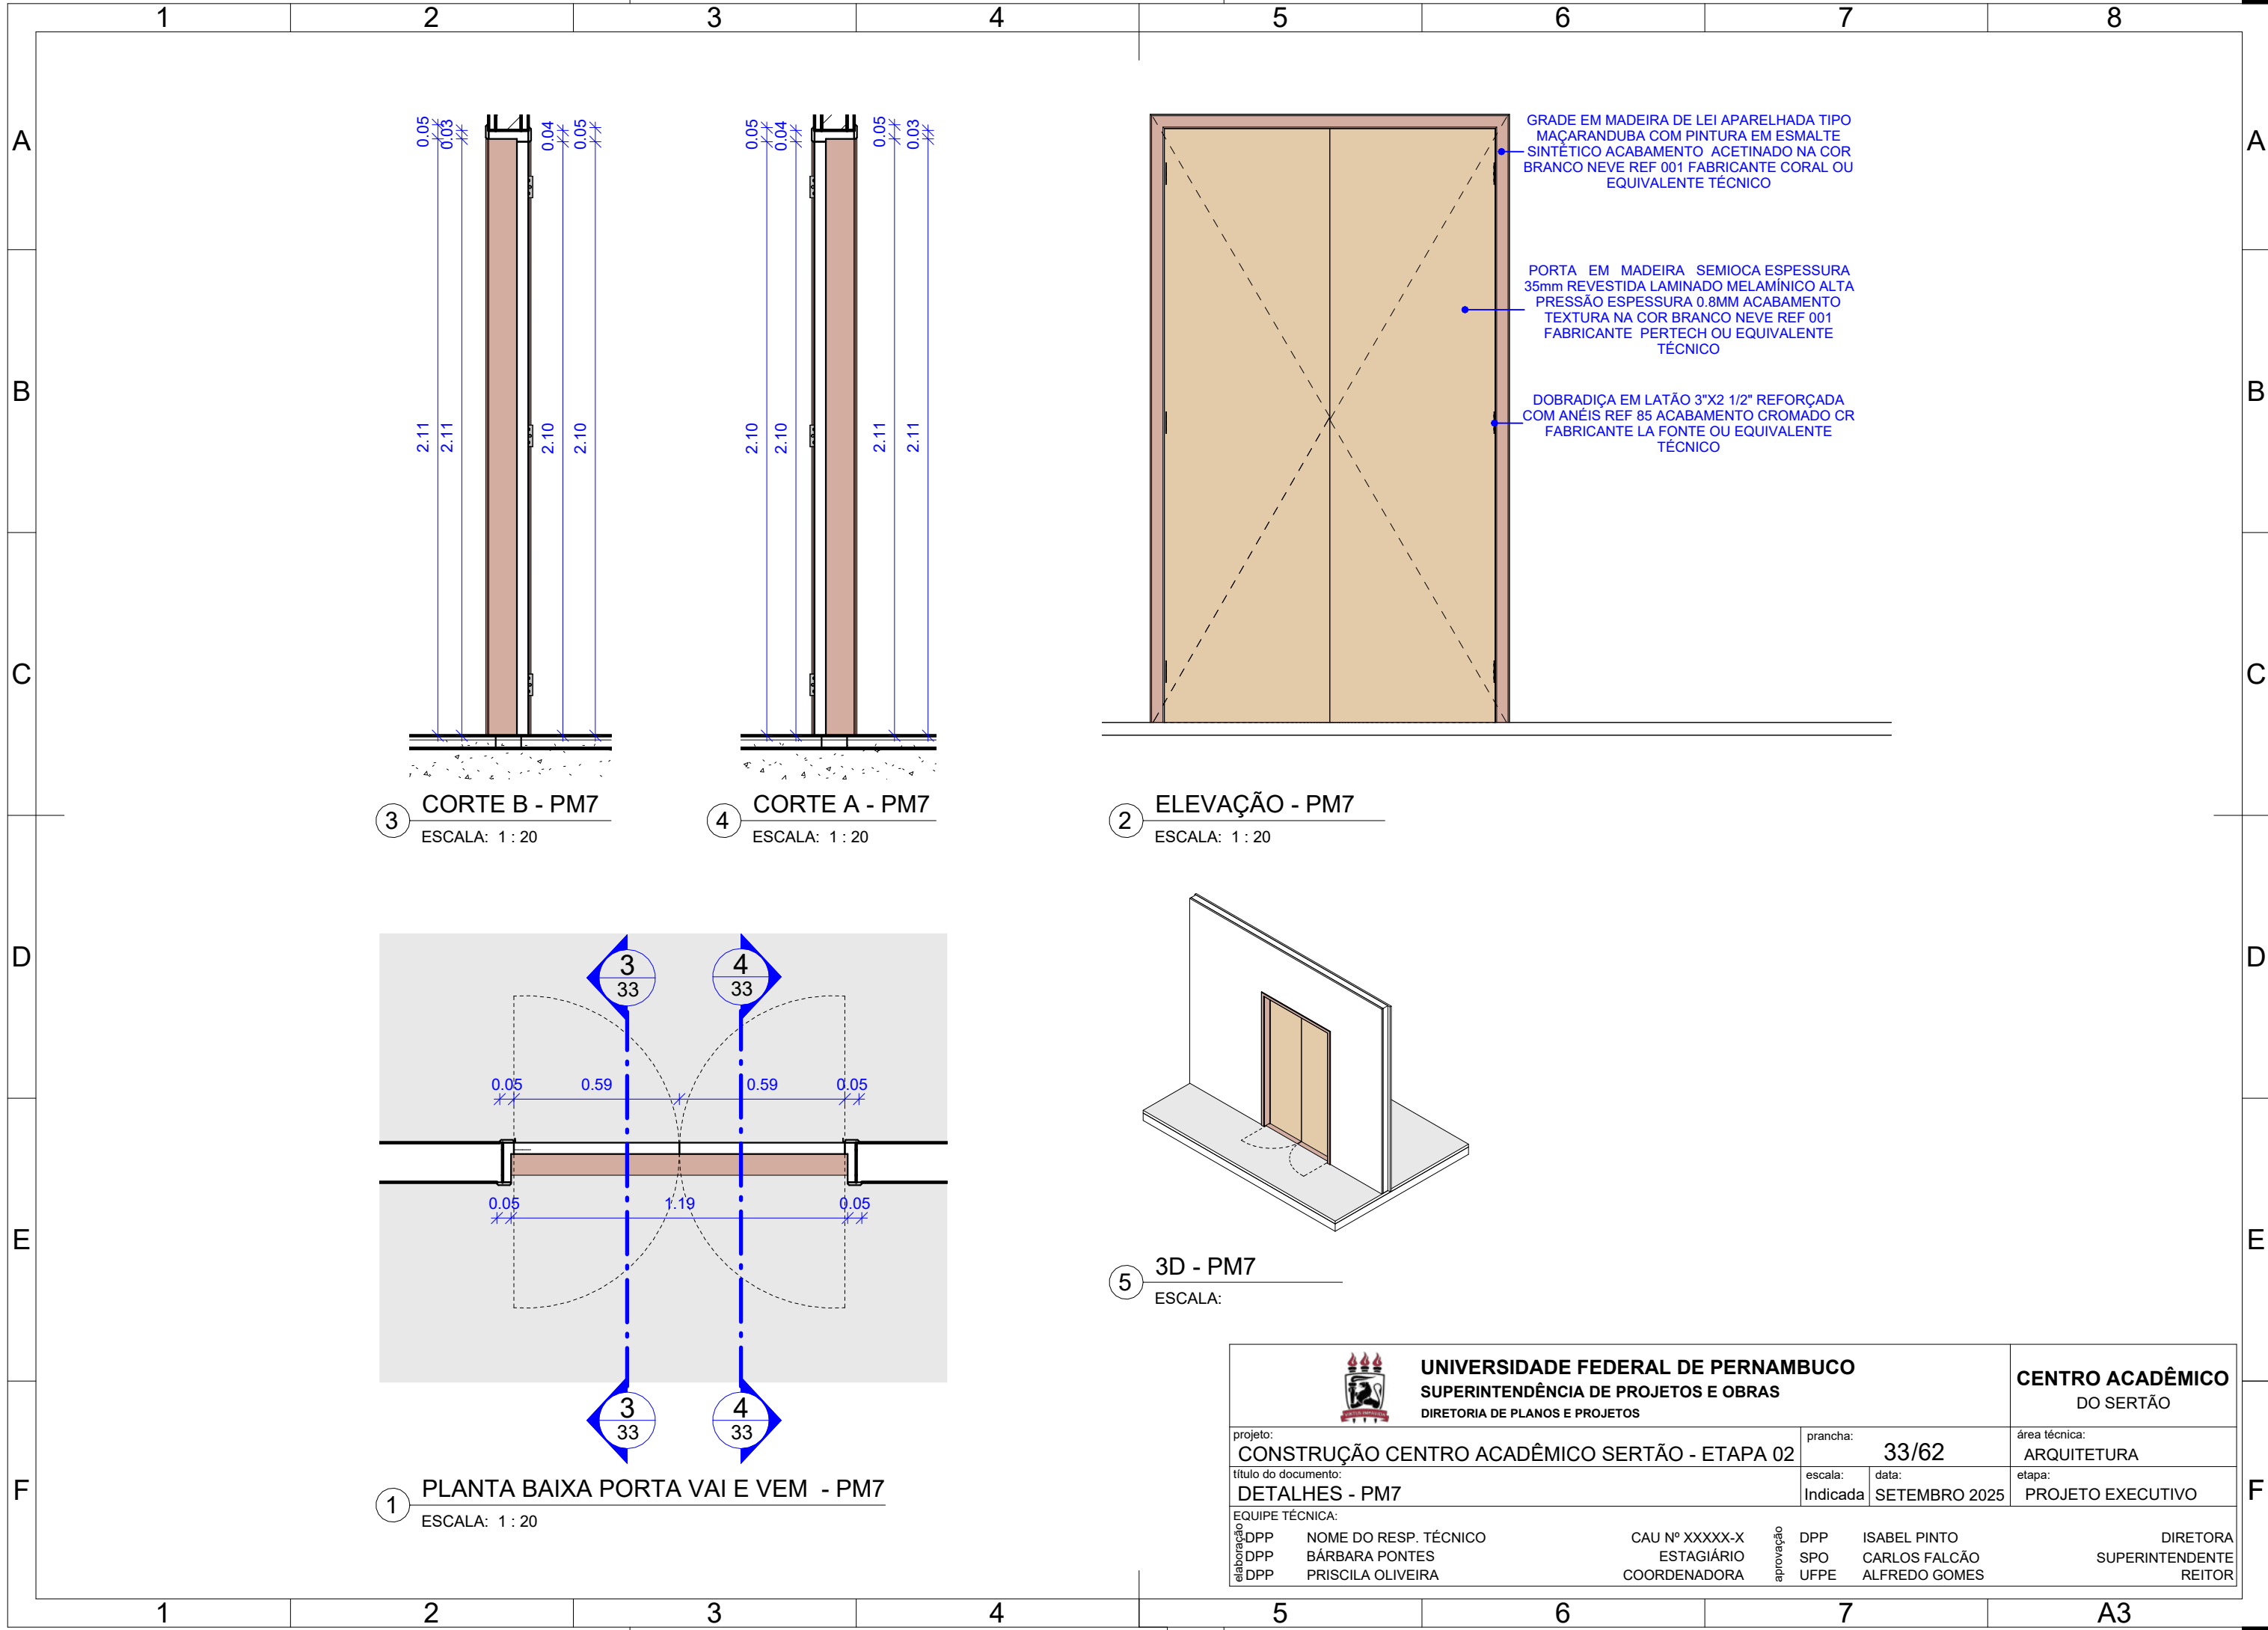 1 2 3 4 5 6 7 8
A A
B B
C C
D D
E E
F F
0.05 0.03 0.04 0.05
2.11 2.11 2.10 2.10
0.05 0.04 0.05 0.03
2.10 2.10 2.11 2.11
GRADE EM MADEIRA DE LEI APARELHADA TIPO
MAÇARANDUBA COM PINTURA EM ESMALTE
SINTÉTICO ACABAMENTO ACETINADO NA COR
BRANCO NEVE REF 001 FABRICANTE CORAL OU
EQUIVALENTE TÉCNICO
PORTA EM MADEIRA SEMIOCA ESPESSURA
35mm REVESTIDA LAMINADO MELAMÍNICO ALTA
PRESSÃO ESPESSURA 0.8MM ACABAMENTO
TEXTURA NA COR BRANCO NEVE REF 001
FABRICANTE PERTECH OU EQUIVALENTE
TÉCNICO
DOBRADIÇA EM LATÃO 3"X2 1/2" REFORÇADA
COM ANÉIS REF 85 ACABAMENTO CROMADO CR
FABRICANTE LA FONTE OU EQUIVALENTE
TÉCNICO
3 CORTE B - PM7
ESCALA: 1 : 20
4 CORTE A - PM7
ESCALA: 1 : 20
2 ELEVAÇÃO - PM7
ESCALA: 1 : 20
3 4
33 33
0.05 0.59 0.59 0.05
0.05 1.19 0.05
3 4
33 33
1 PLANTA BAIXA PORTA VAI E VEM - PM7
ESCALA: 1 : 20
5 3D - PM7
ESCALA:
UNIVERSIDADE FEDERAL DE PERNAMBUCO
SUPERINTENDÊNCIA DE PROJETOS E OBRAS
DIRETORIA DE PLANOS E PROJETOS
CENTRO ACADÊMICO
DO SERTÃO
projeto:
CONSTRUÇÃO CENTRO ACADÊMICO SERTÃO - ETAPA 02
prancha:
33/62
área técnica:
ARQUITETURA
título do documento:
DETALHES - PM7
escala:
Indicada
data:
SETEMBRO 2025
etapa:
PROJETO EXECUTIVO
EQUIPE TÉCNICA:
elaboração
DPP NOME DO RESP. TÉCNICO CAU Nº XXXXX-X
DPP BÁRBARA PONTES ESTAGIÁRIO
DPP PRISCILA OLIVEIRA COORDENADORA
aprovação
DPP ISABEL PINTO DIRETORA
SPO CARLOS FALCÃO SUPERINTENDENTE
UFPE ALFREDO GOMES REITOR
1 2 3 4 5 6 7 A3